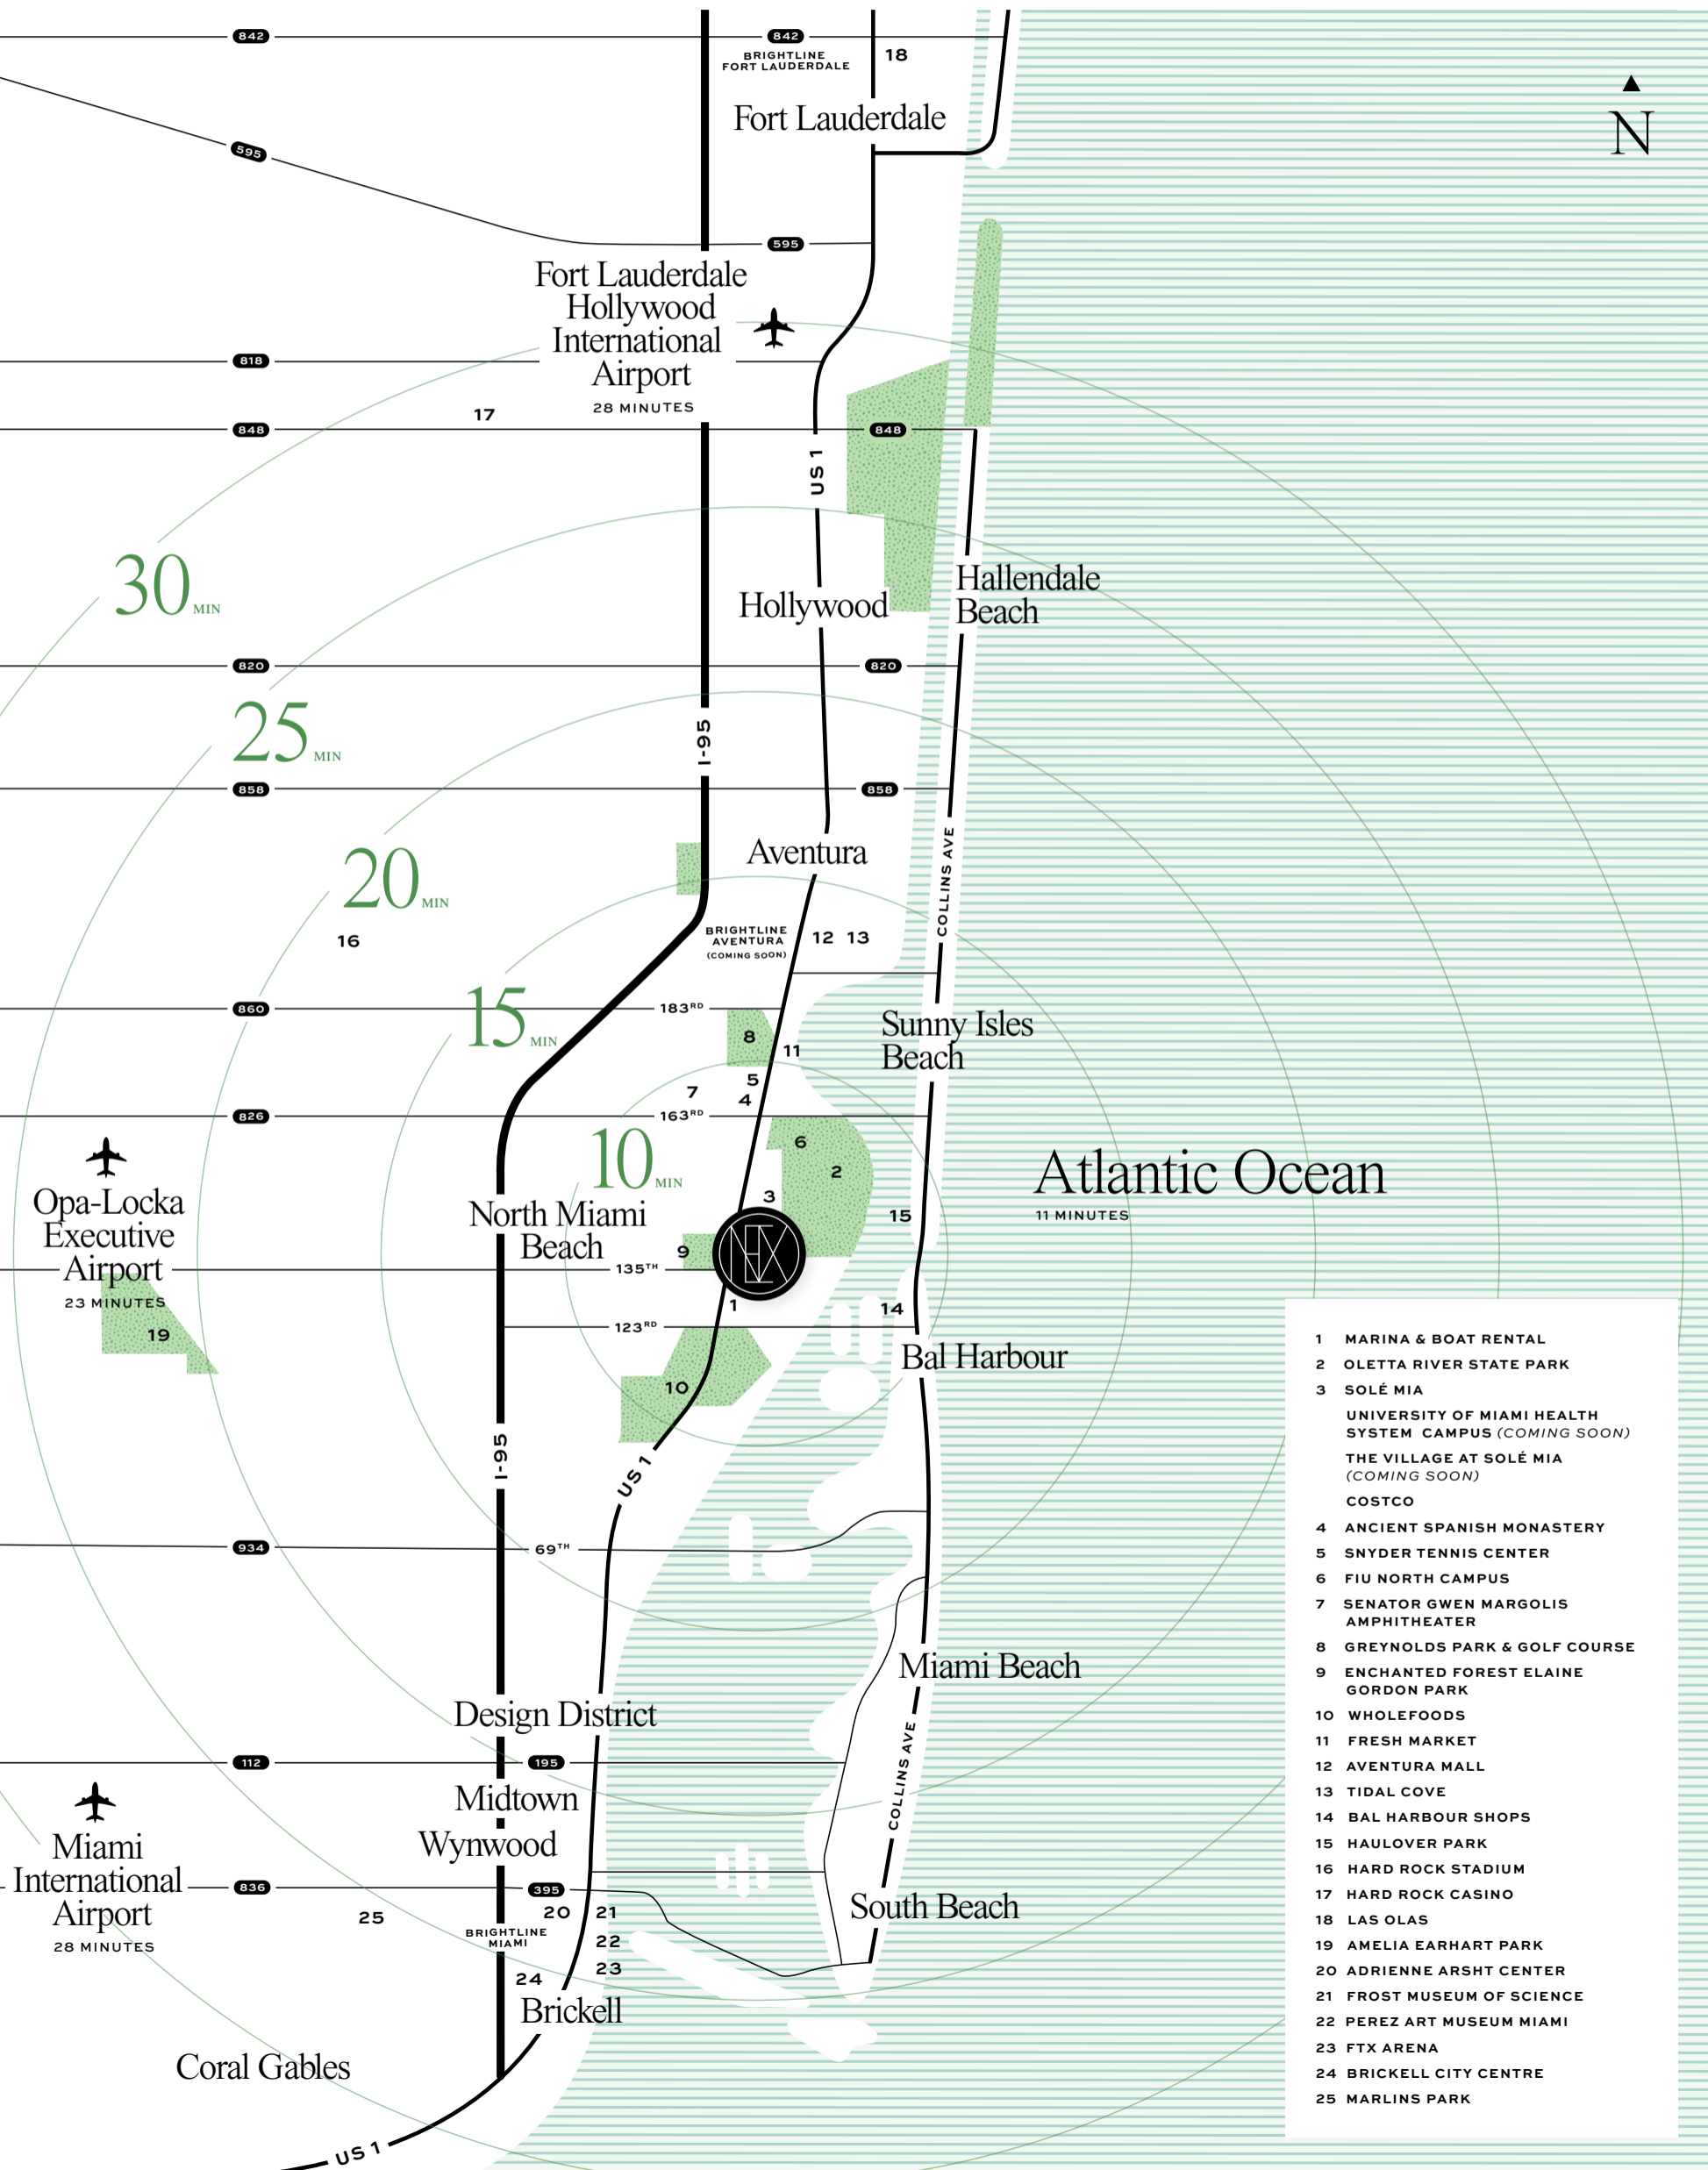 842
842
BRIGHTLINE
FORT LAUDERDALE
18
N
Fort Lauderdale
595
595
Fort Lauderdale
Hollywood
International
Airport
28 MINUTES
818
17
848
848
US 1
30 MIN
Hollywood
Hallendale
Beach
820
820
25 MIN
I-95
858
858
20 MIN
Aventura
COLLINS AVE
16
BRIGHTLINE
AVENTURA
(COMING SOON)
12 13
860
15 MIN
183RD
8
11
Sunny Isles
Beach
5
7
4
826
163RD
10 MIN
6
2
Atlantic Ocean
11 MINUTES
Opa-Locka
Executive
Airport
23 MINUTES
19
North Miami
Beach
3
15
9
NEX
135TH
1
14
123RD
Bal Harbour
10
I-95
US 1
934
69TH
Miami Beach
Design District
112
195
COLLINS AVE
Midtown
Wynwood
Miami
International
Airport
28 MINUTES
836
395
South Beach
25
20
21
BRIGHTLINE
MIAMI
22
23
24
Brickell
Coral Gables
US 1
1 MARINA & BOAT RENTAL
2 OLETTA RIVER STATE PARK
3 SOLÉ MIA
UNIVERSITY OF MIAMI HEALTH
SYSTEM CAMPUS (COMING SOON)
THE VILLAGE AT SOLÉ MIA
(COMING SOON)
COSTCO
4 ANCIENT SPANISH MONASTERY
5 SNYDER TENNIS CENTER
6 FIU NORTH CAMPUS
7 SENATOR GWEN MARGOLIS
AMPHITHEATER
8 GREYNOLDS PARK & GOLF COURSE
9 ENCHANTED FOREST ELAINE
GORDON PARK
10 WHOLEFOODS
11 FRESH MARKET
12 AVENTURA MALL
13 TIDAL COVE
14 BAL HARBOUR SHOPS
15 HAULOVER PARK
16 HARD ROCK STADIUM
17 HARD ROCK CASINO
18 LAS OLAS
19 AMELIA EARHART PARK
20 ADRIENNE ARSHT CENTER
21 FROST MUSEUM OF SCIENCE
22 PEREZ ART MUSEUM MIAMI
23 FTX ARENA
24 BRICKELL CITY CENTRE
25 MARLINS PARK